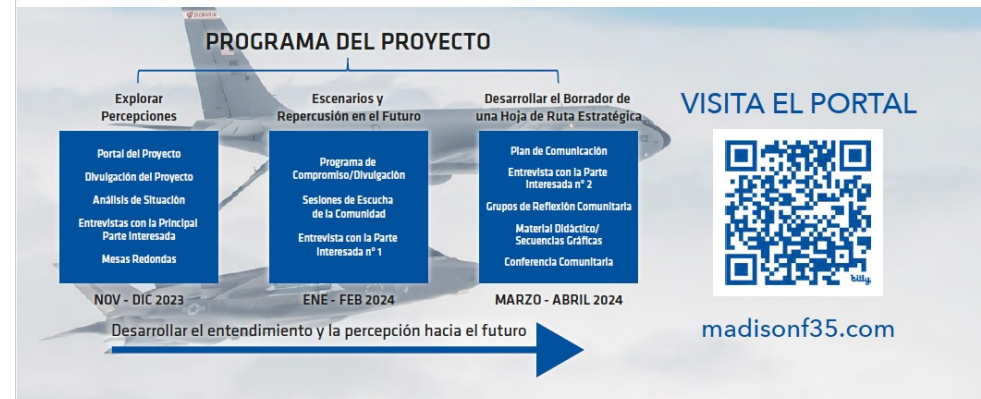 PROGRAMA DEL PROYECTO
Explorar
Percepciones
Portal del Proyecto
Divulgación del Proyecto
Análisis de Situación
Entrevistas con la Principal
Parte Interesada
Mesas Redondas
NOV - DIC 2023
Escenarios y
Repercusión en el Futuro
Programa de
Compromiso/Divulgación
Sesiones de Escucha
de la Comunidad
Entrevista con la Parte
Interesada nº 1
ENE - FEB 2024
Desarrollar el Borrador de
una Hoja de Ruta Estratégica
Plan de Comunicación
Entrevista con la Parte
Interesada nº 2
Grupos de Reflexión Comunitaria
Material Didáctico/
Secuencias Gráficas
Conferencia Comunitaria
MARZO - ABRIL 2024
Desarrollar el entendimiento y la percepción hacia el futuro
VISITA EL PORTAL
bitly
madisonf35.com